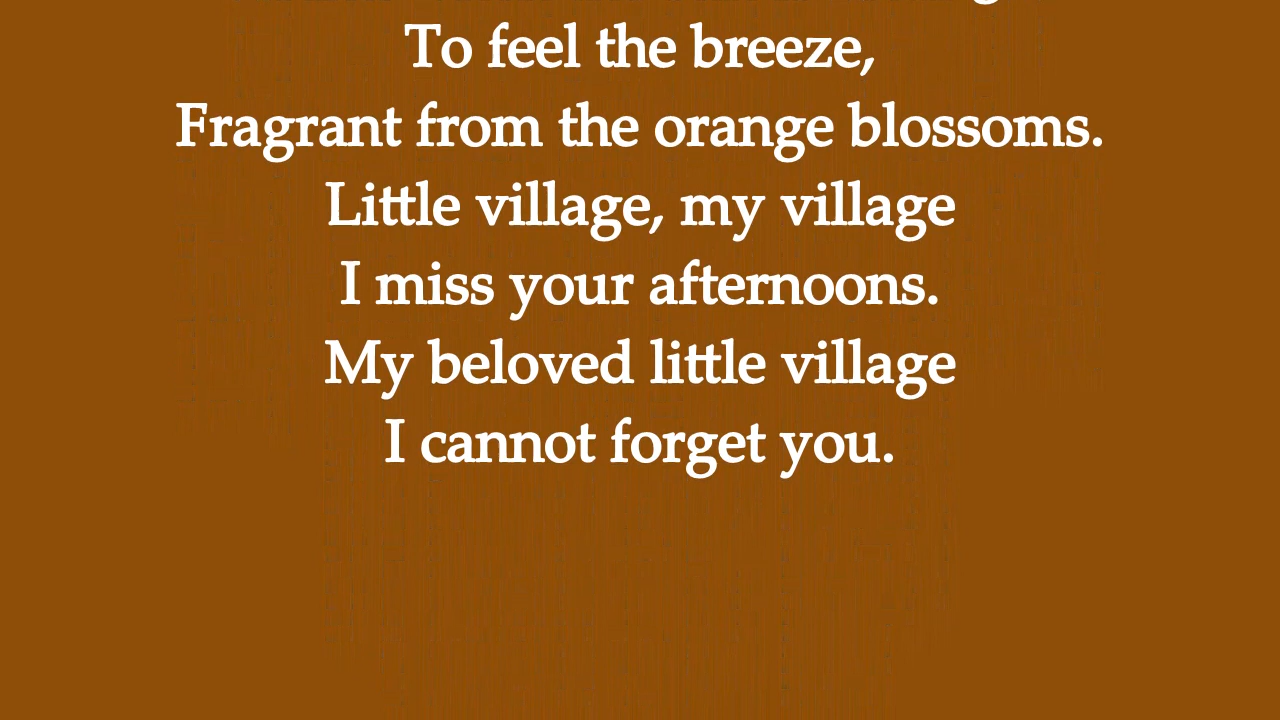 To feel the breeze,
Fragrant from the orange blossoms.
Little village, my village
I miss your afternoons.
My beloved little village
I cannot forget you.